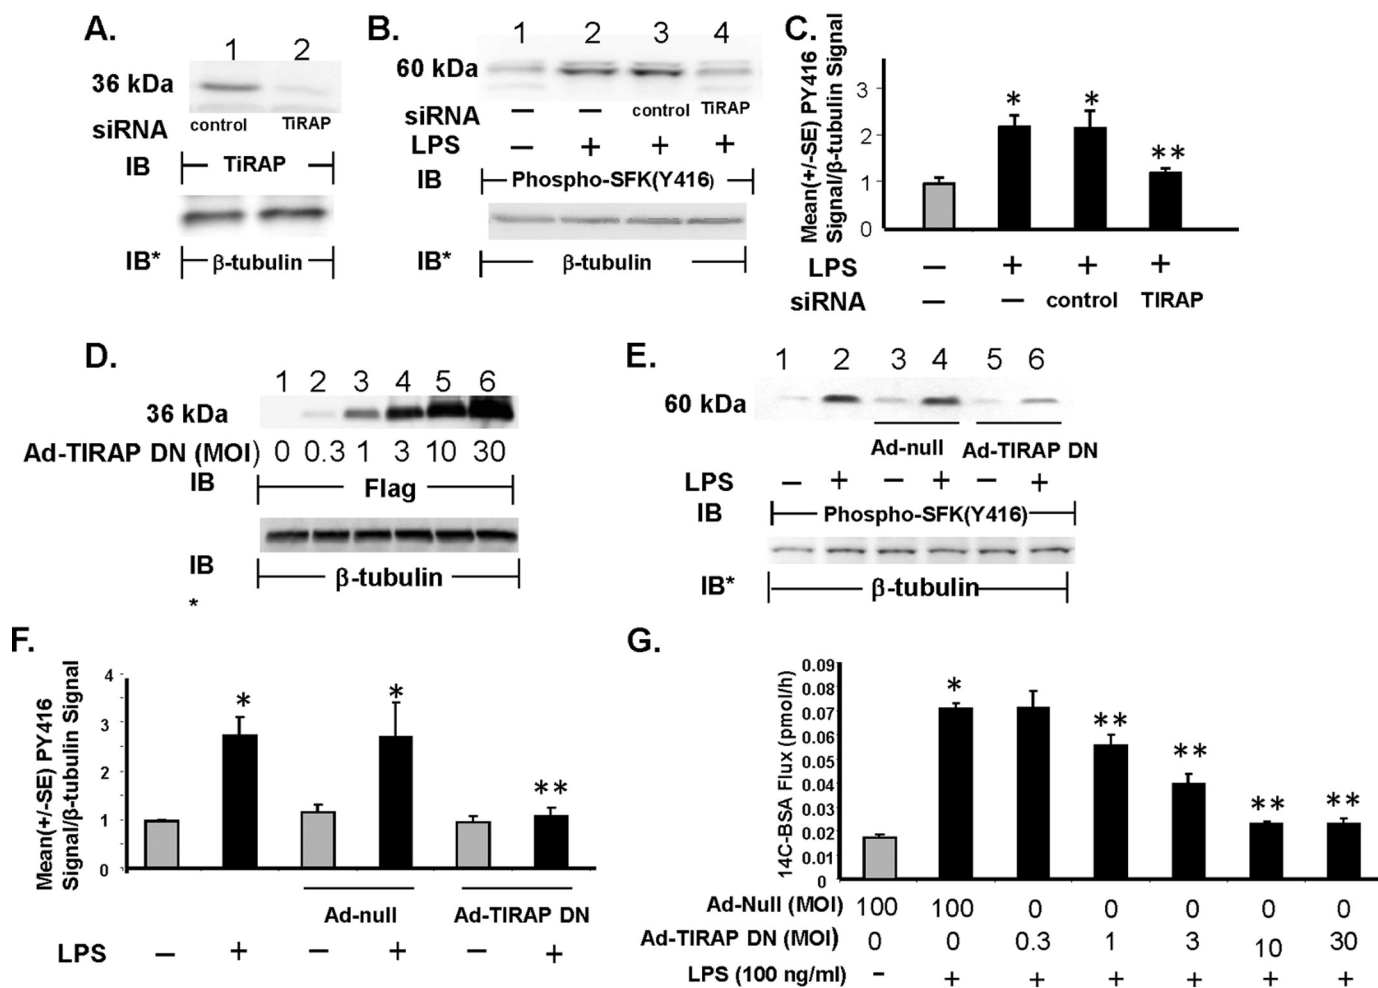 A.
1 2
36 kDa
siRNA control TiRAP
IB TiRAP
IB* β-tubulin
B.
1 2 3 4
60 kDa
siRNA – – control TiRAP
LPS – + + +
IB Phospho-SFK(Y416)
IB* β-tubulin
C.
Mean(+/-SE) PY416
Signal/β-tubulin Signal
3
2
1
0
* * **
LPS – + + +
siRNA – – control TIRAP
D.
1 2 3 4 5 6
36 kDa
Ad-TIRAP DN (MOI) 0 0.3 1 3 10 30
IB Flag
IB β-tubulin
*
E.
1 2 3 4 5 6
60 kDa
Ad-null Ad-TIRAP DN
LPS – + – + – +
IB Phospho-SFK(Y416)
IB* β-tubulin
F.
Mean(+/-SE) PY416
Signal/β-tubulin Signal
4
3
2
1
0
* * **
Ad-null Ad-TIRAP DN
LPS – + – + – +
G.
14C-BSA Flux (pmol/h)
0.09
0.08
0.07
0.06
0.05
0.04
0.03
0.02
0.01
0
* ** ** ** **
Ad-Null (MOI) 100 100 0 0 0 0 0
Ad-TIRAP DN (MOI) 0 0 0.3 1 3 10 30
LPS (100 ng/ml) - + + + + + +